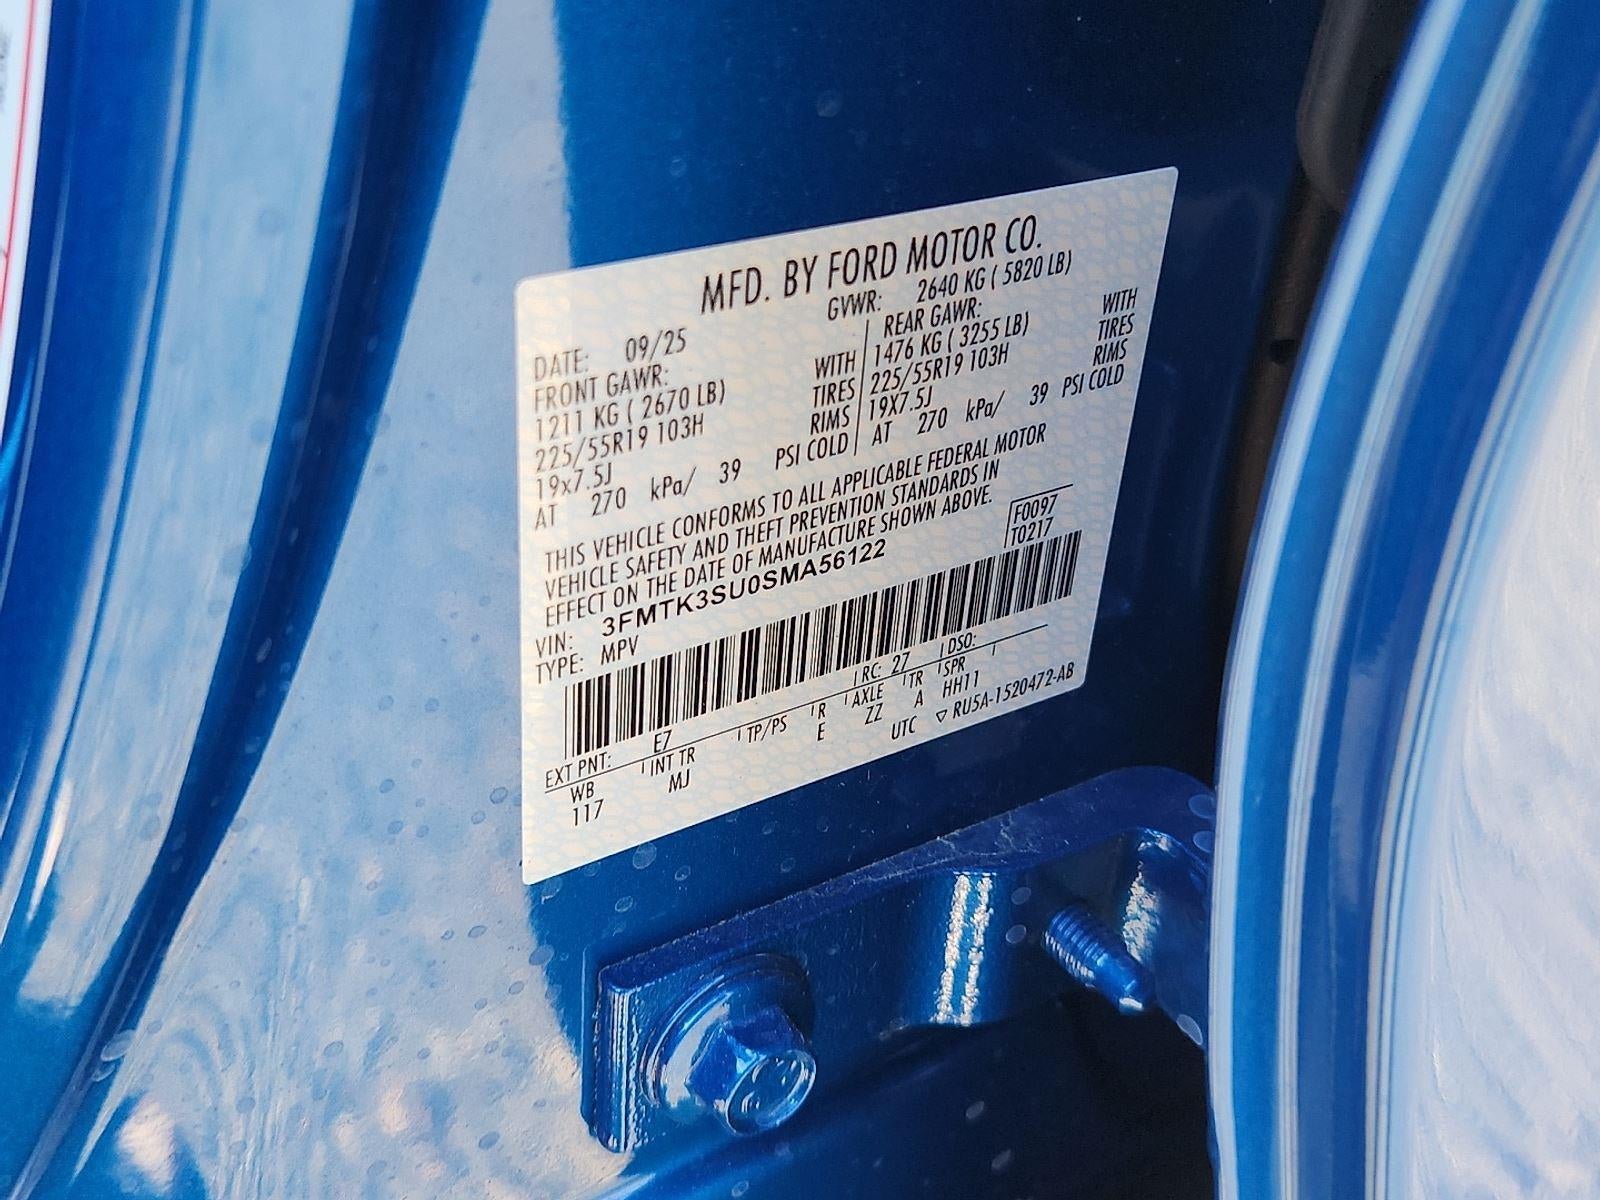 MFD. BY FORD MOTOR CO.
DATE: 09/25 GVWR: 2640 KG ( 5820 LB)
FRONT GAWR: REAR GAWR:
1211 KG ( 2670 LB) WITH 1476 KG ( 3255 LB) WITH
225/55R19 103H TIRES 225/55R19 103H TIRES
19x7.5J RIMS 19X7.5J RIMS
AT 270 kPa/ 39 PSI COLD AT 270 kPa/ 39 PSI COLD
THIS VEHICLE CONFORMS TO ALL APPLICABLE FEDERAL MOTOR
VEHICLE SAFETY AND THEFT PREVENTION STANDARDS IN
EFFECT ON THE DATE OF MANUFACTURE SHOWN ABOVE.
F0097
VIN: 3FMTK3SU0SMA56122 T0217
TYPE: MPV
EXT PNT: E7 RC: 27 DSO:
WB INT TR TP/PS R AXLE TR SPR
117 MJ E ZZ A HH11
UTC ▽ RU5A-1520472-AB